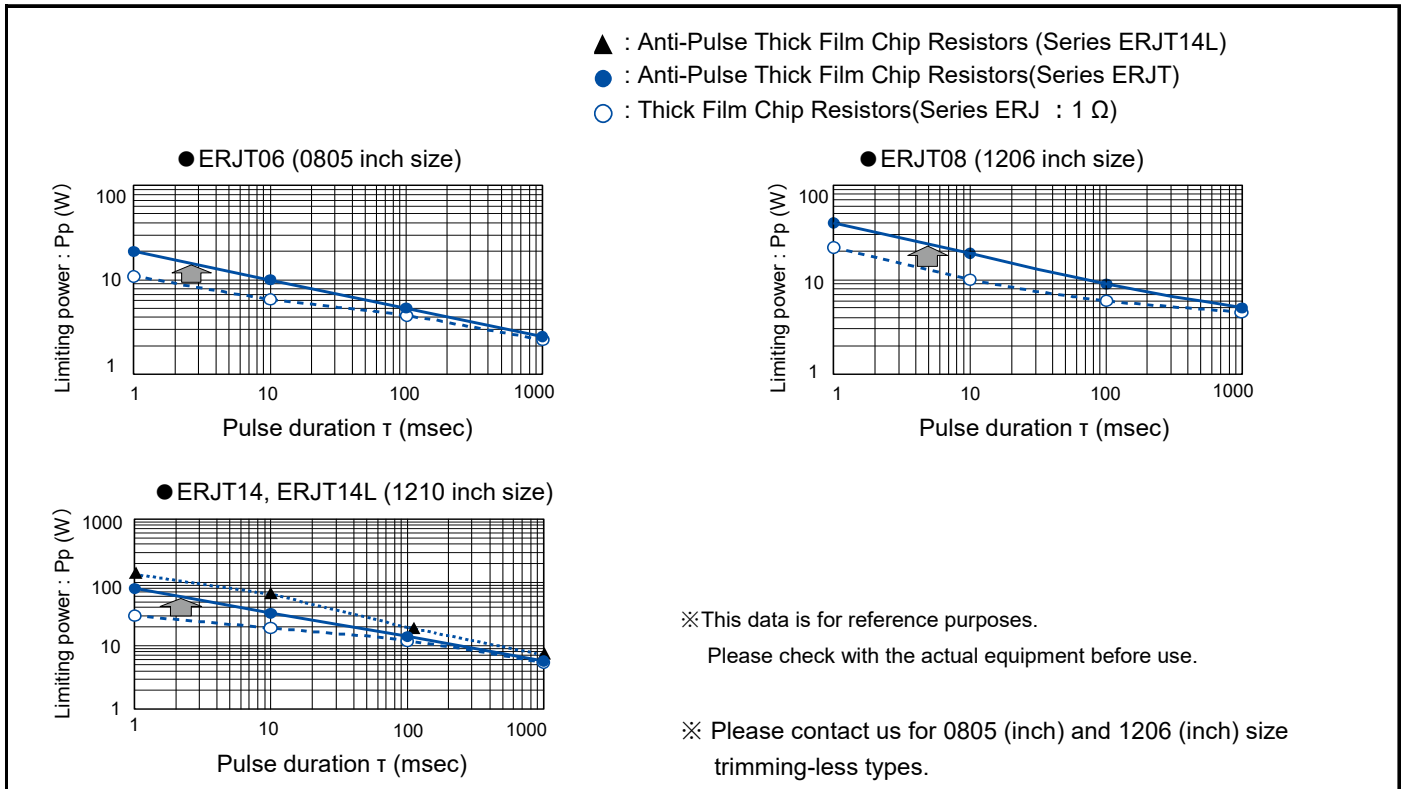 ▲ : Anti-Pulse Thick Film Chip Resistors (Series ERJT14L)
● : Anti-Pulse Thick Film Chip Resistors(Series ERJT)
○ : Thick Film Chip Resistors(Series ERJ : 1 Ω)
●ERJT06 (0805 inch size)
Limiting power : Pp (W)
100
10
1
1 10 100 1000
Pulse duration τ (msec)
●ERJT08 (1206 inch size)
Limiting power : Pp (W)
100
10
1
1 10 100 1000
Pulse duration τ (msec)
●ERJT14, ERJT14L (1210 inch size)
Limiting power : Pp (W)
1000
100
10
1
1 10 100 1000
Pulse duration τ (msec)
※This data is for reference purposes.
Please check with the actual equipment before use.
※ Please contact us for 0805 (inch) and 1206 (inch) size
trimming-less types.